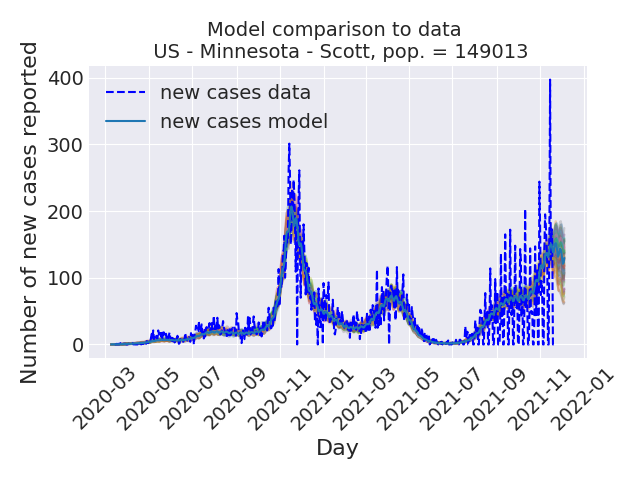 Model comparison to data
US - Minnesota - Scott, pop. = 149013
Number of new cases reported
400
300
200
100
0
new cases data
new cases model
2020-03
2020-05
2020-07
2020-09
2020-11
2021-01
2021-03
2021-05
2021-07
2021-09
2021-11
2022-01
Day